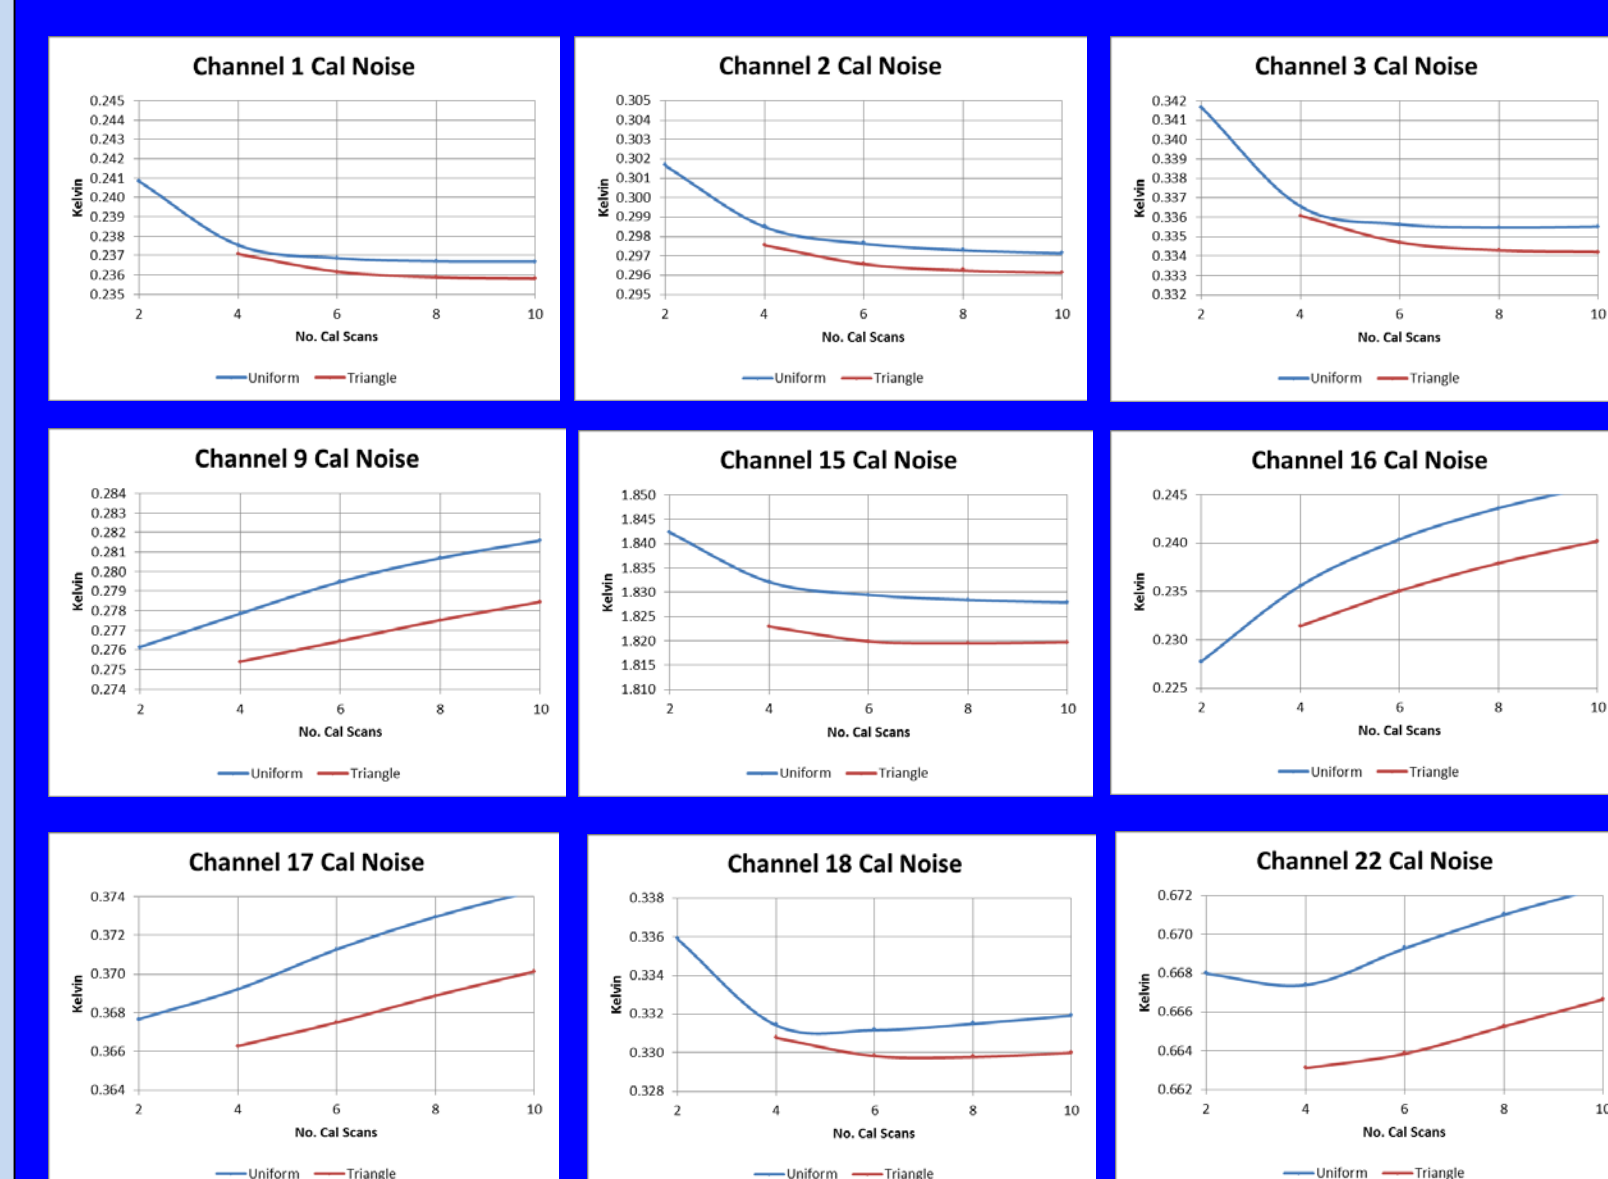 Channel 1 Cal Noise
0.245
0.244
0.243
0.242
0.241
0.240
0.239
0.238
0.237
0.236
0.235
Kelvin
2 4 6 8 10
No. Cal Scans
Uniform Triangle
Channel 2 Cal Noise
0.305
0.304
0.303
0.302
0.301
0.300
0.299
0.298
0.297
0.296
0.295
Kelvin
2 4 6 8 10
No. Cal Scans
Uniform Triangle
Channel 3 Cal Noise
0.342
0.341
0.340
0.339
0.338
0.337
0.336
0.335
0.334
0.333
0.332
Kelvin
2 4 6 8 10
No. Cal Scans
Uniform Triangle
Channel 9 Cal Noise
0.284
0.283
0.282
0.281
0.280
0.279
0.278
0.277
0.276
0.275
0.274
Kelvin
2 4 6 8 10
No. Cal Scans
Uniform Triangle
Channel 15 Cal Noise
1.850
1.845
1.840
1.835
1.830
1.825
1.820
1.815
1.810
Kelvin
2 4 6 8 10
No. Cal Scans
Uniform Triangle
Channel 16 Cal Noise
0.245
0.240
0.235
0.230
0.225
Kelvin
2 4 6 8 10
No. Cal Scans
Uniform Triangle
Channel 17 Cal Noise
0.374
0.372
0.370
0.368
0.366
0.364
Kelvin
2 4 6 8 10
No. Cal Scans
Uniform Triangle
Channel 18 Cal Noise
0.338
0.336
0.334
0.332
0.330
0.328
Kelvin
2 4 6 8 10
No. Cal Scans
Uniform Triangle
Channel 22 Cal Noise
0.672
0.670
0.668
0.666
0.664
0.662
Kelvin
2 4 6 8 10
No. Cal Scans
Uniform Triangle